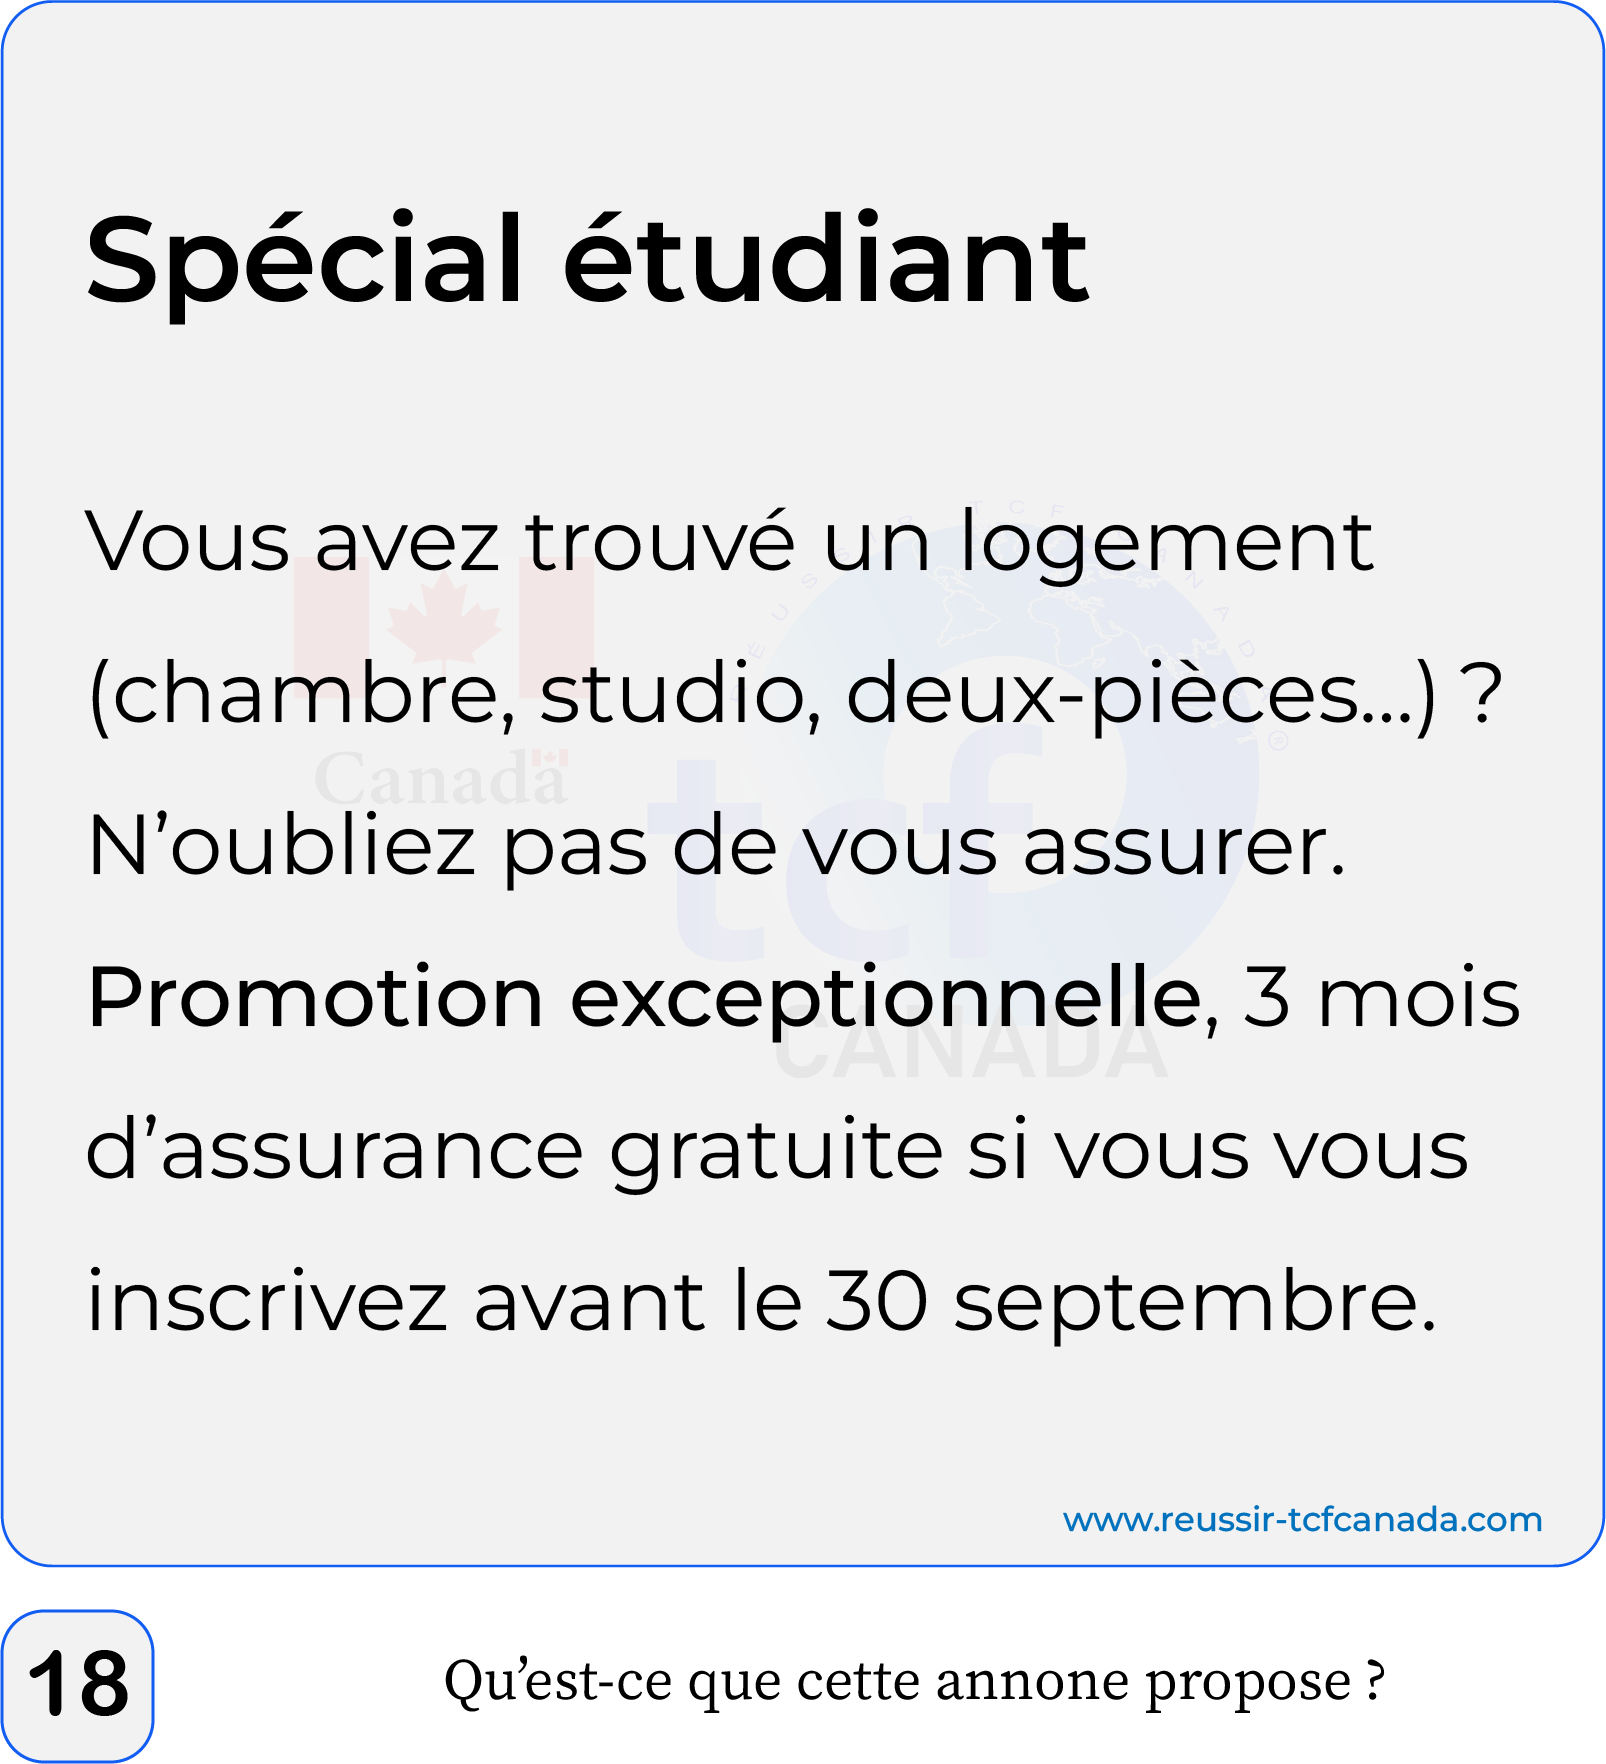 Spécial étudiant
Vous avez trouvé un logement
(chambre, studio, deux-pièces...) ?
N’oubliez pas de vous assurer.
Promotion exceptionnelle, 3 mois
d’assurance gratuite si vous vous
inscrivez avant le 30 septembre.
Canada
tcf
CANADA
www.reussir-tcfcanada.com
18
Qu’est-ce que cette annone propose ?